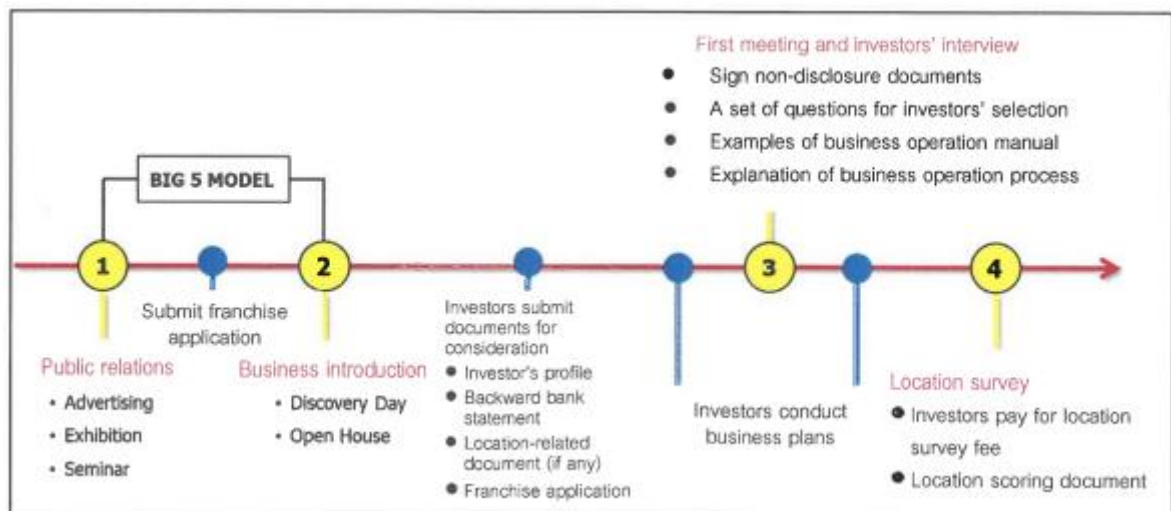 First meeting and investors' interview
● Sign non-disclosure documents
● A set of questions for investors' selection
● Examples of business operation manual
● Explanation of business operation process
BIG 5 MODEL
1
2
3
4
Submit franchise
application
Public relations
• Advertising
• Exhibition
• Seminar
Business introduction
• Discovery Day
• Open House
Investors submit
documents for
consideration
● Investor's profile
● Backward bank
statement
● Location-related
document (if any)
● Franchise application
Investors conduct
business plans
Location survey
● Investors pay for location
survey fee
● Location scoring document